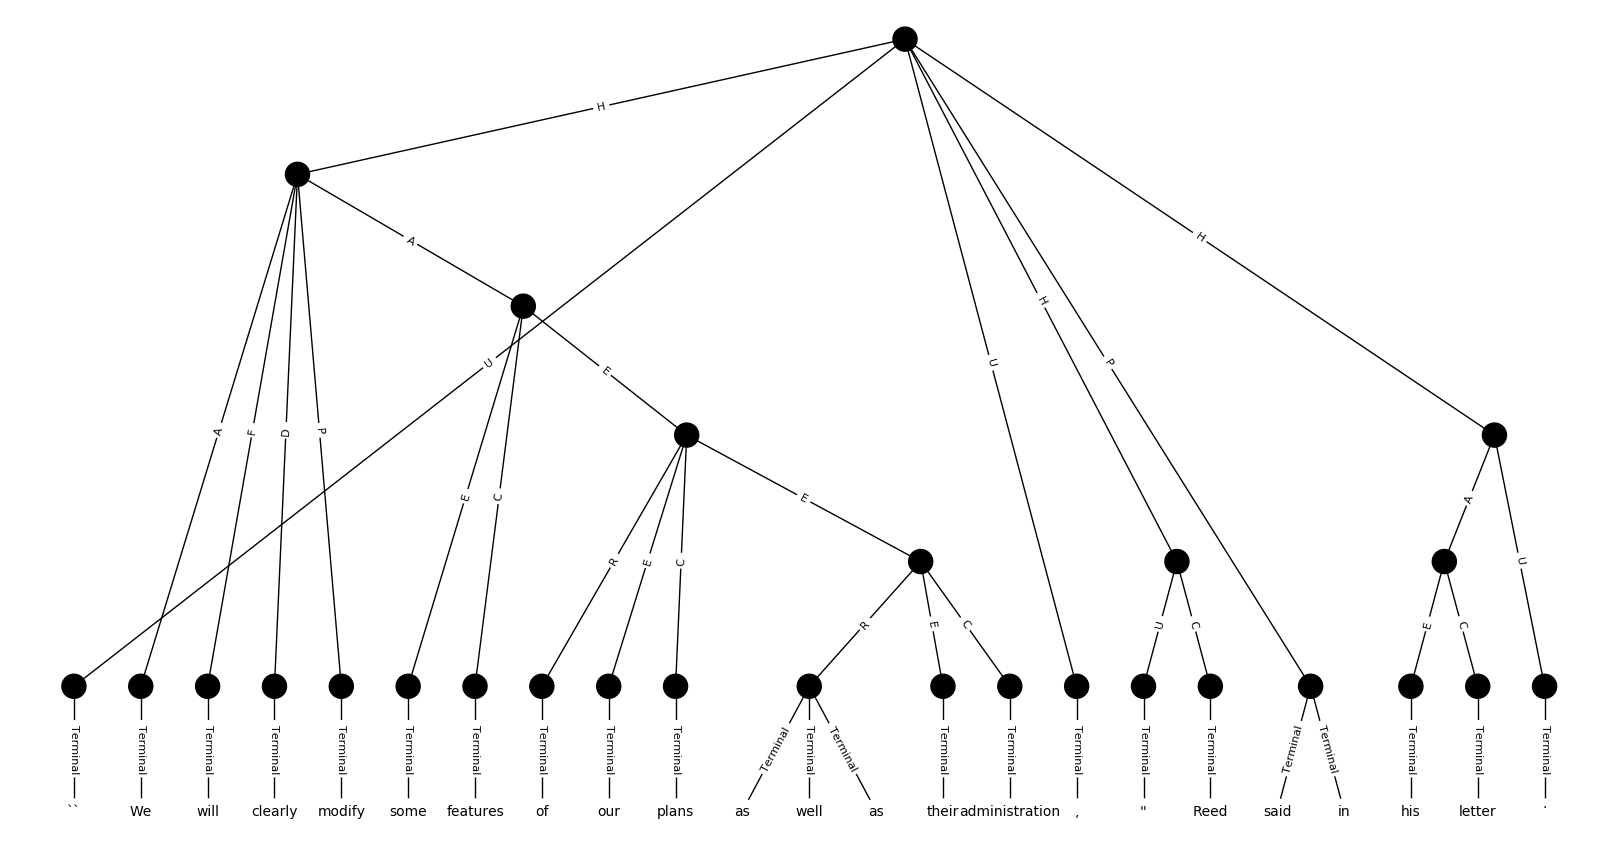 H
A
H
H
A
U
E
U
P
A
F
D
P
E
C
E
A
R
E
C
U
R
E
C
U
C
E
C
Terminal Terminal Terminal Terminal Terminal Terminal Terminal Terminal Terminal Terminal Terminal Terminal Terminal Terminal Terminal Terminal Terminal Terminal Terminal Terminal Terminal Terminal Terminal
`` We will clearly modify some features of our plans as well as their administration , " Reed said in his letter .